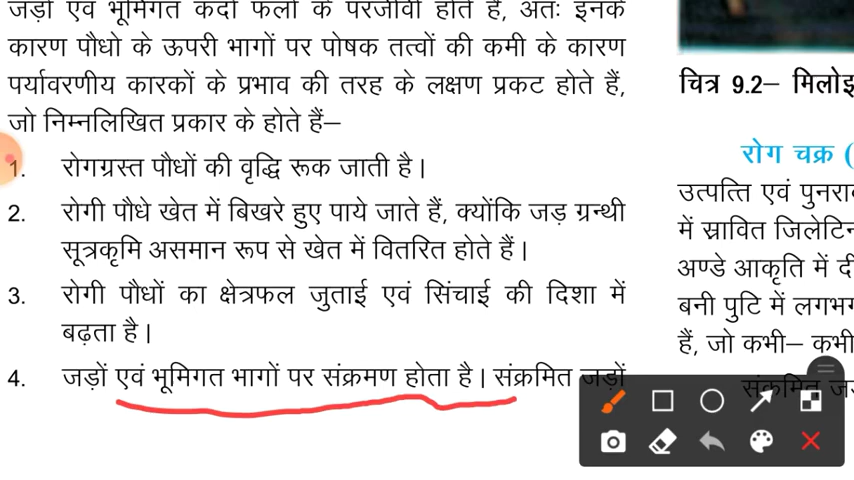 जड़ों एवं भूमिगत कंदो फलों के परजीवी होते हैं, अतः इनके
कारण पौधो के ऊपरी भागों पर पोषक तत्वों की कमी के कारण
पर्यावरणीय कारकों के प्रभाव की तरह के लक्षण प्रकट होते हैं,
जो निम्नलिखित प्रकार के होते हैं–
1. रोगग्रस्त पौधों की वृद्धि रूक जाती है।
2. रोगी पौधे खेत में बिखरे हुए पाये जाते हैं, क्योंकि जड़ ग्रन्थी
सूत्रकृमि असमान रूप से खेत में वितरित होते हैं।
3. रोगी पौधों का क्षेत्रफल जुताई एवं सिंचाई की दिशा में
बढ़ता है।
4. जड़ों एवं भूमिगत भागों पर संक्रमण होता है। संक्रमित जड़ों
चित्र 9.2– मिलोइ
रोग चक्र (
उत्पत्ति एवं पुनरा
में स्रावित जिलेटिन
अण्डे आकृति में दी
बनी पुटि में लगभग
हैं, जो कभी– कभी
संक्रमित